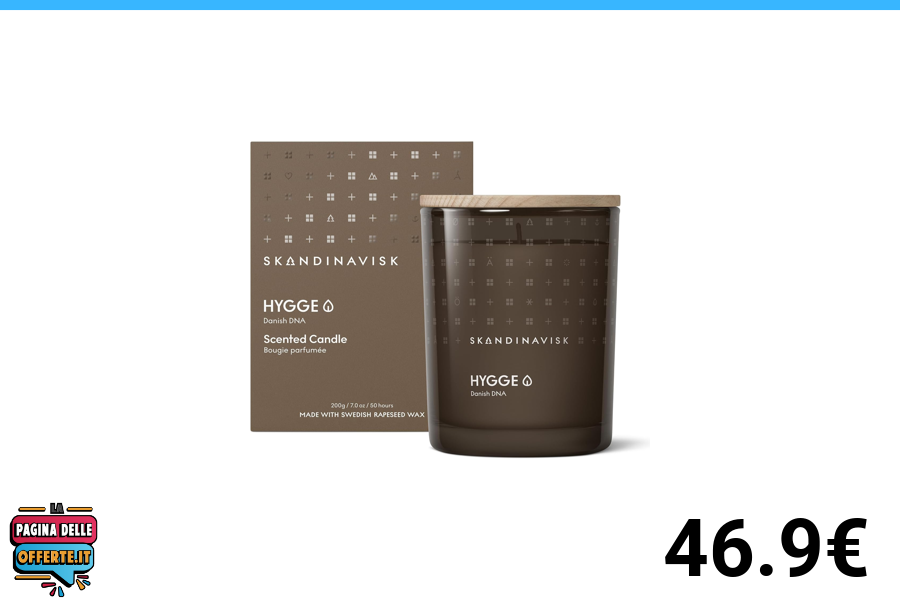 SKANDINAVISK
HYGGE
Danish DNA
Scented Candle
Bougie parfumée
200g / 7.0 oz / 50 hours
MADE WITH SWEDISH RAPESEED WAX
SKANDINAVISK
HYGGE
Danish DNA
LA
PAGINA DELLE
OFFERTE.IT
46.9€